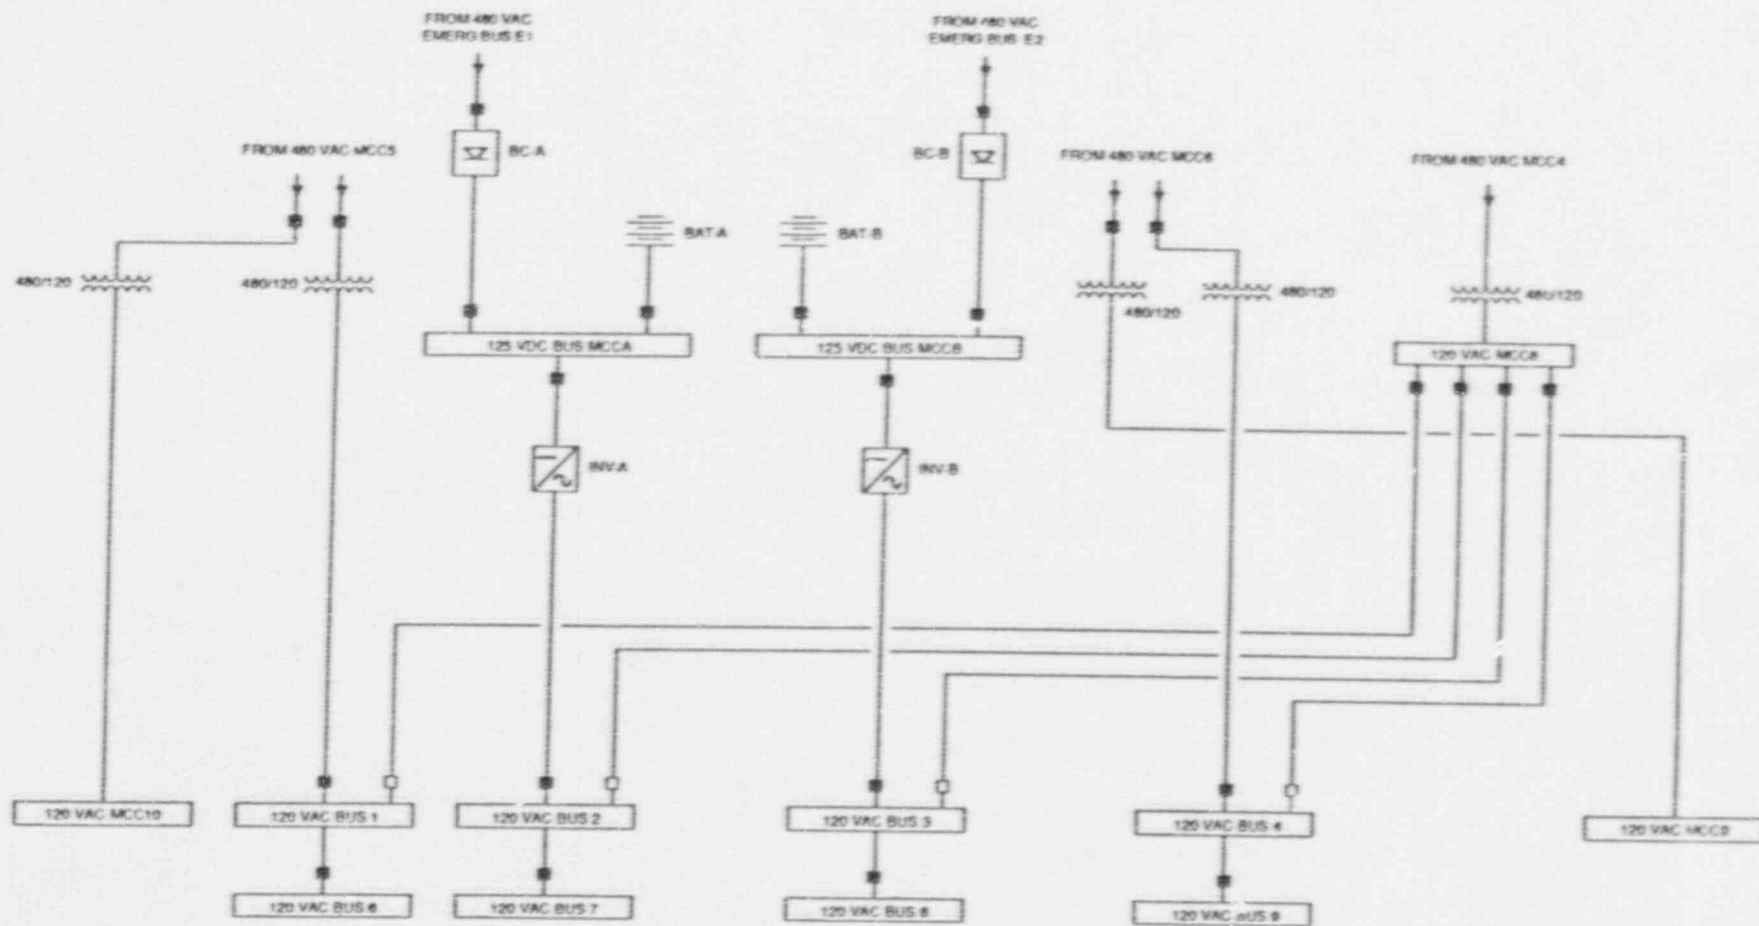 FROM 480 VAC
EMERG BUS E1
FROM 480 VAC
EMERG BUS E2
FROM 480 VAC MCC5
BC-A
BC-B
FROM 480 VAC MCC6
FROM 480 VAC MCC4
BAT-A
BAT-B
480/120
480/120
480/120
480/120
480/120
125 VDC BUS MCCA
125 VDC BUS MCCB
120 VAC MCC8
INV-A
INV-B
120 VAC MCC10
120 VAC BUS 1
120 VAC BUS 2
120 VAC BUS 3
120 VAC BUS 4
120 VAC MCC9
120 VAC BUS 6
120 VAC BUS 7
120 VAC BUS 8
120 VAC BUS 9